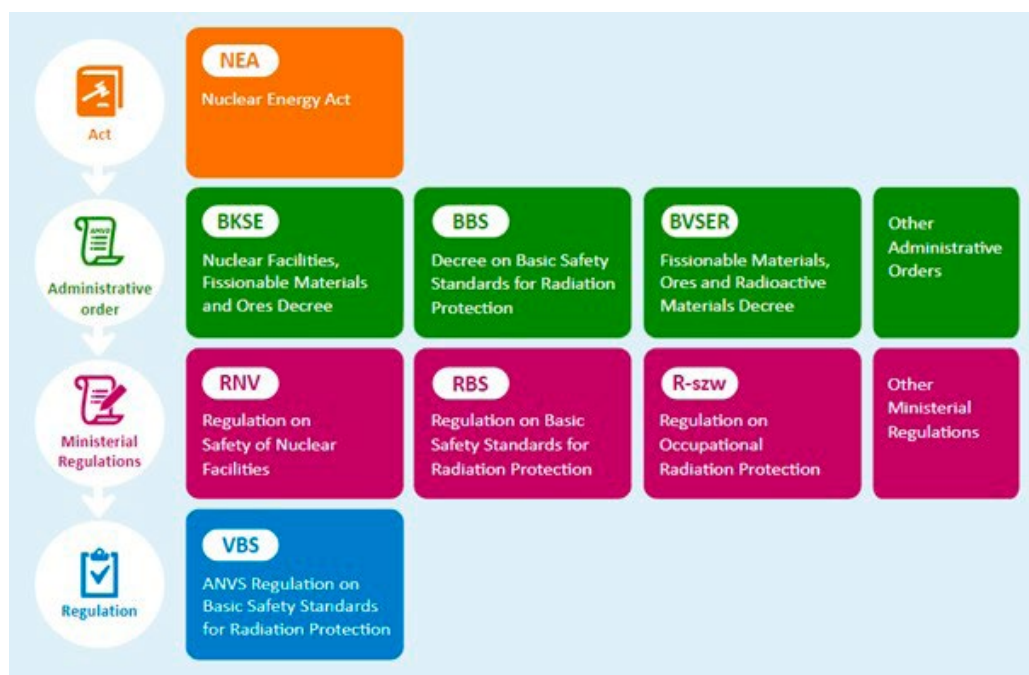 Act
NEA
Nuclear Energy Act
Administrative
order
BKSE
Nuclear Facilities,
Fissionable Materials
and Ores Decree
BBS
Decree on Basic Safety
Standards for Radiation
Protection
BVSER
Fissionable Materials,
Ores and Radioactive
Materials Decree
Other
Administrative
Orders
Ministerial
Regulations
RNV
Regulation on
Safety of Nuclear
Facilities
RBS
Regulation on Basic
Safety Standards for
Radiation Protection
R-szw
Regulation on
Occupational
Radiation Protection
Other
Ministerial
Regulations
Regulation
VBS
ANVS Regulation on
Basic Safety Standards
for Radiation Protection